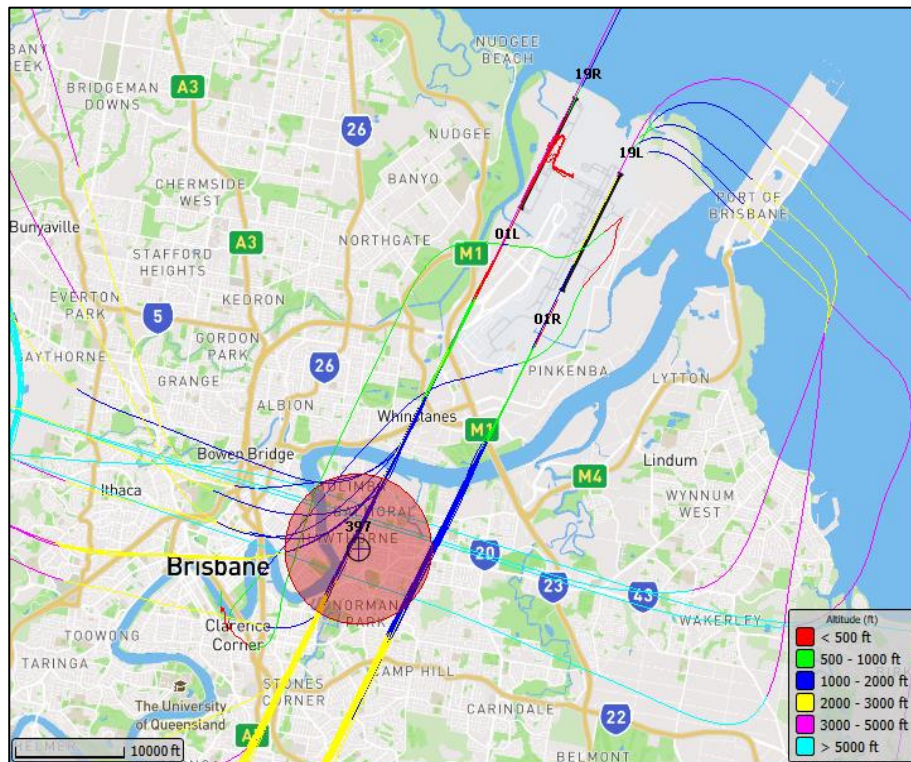 NUDGEE
BEACH
19R
A3
BRIDGEMAN
DOWNS
26
NUDGEE
CHERMSIDE
WEST
BANYO
19L
PORT OF
BRISBANE
Bunyaville
01L
NORTHGATE
M1
STAFFORD
HEIGHTS
A3
EVERTON
PARK
KEDRON
5
GORDON
PARK
01R
26
PINKENBA
LYTTON
GRANGE
ALBION
Whinstanes
M1
Bowen Bridge
Lindum
M4
Ithaca
WYNNUM
WEST
BALMORAL
397
HAWTHORNE
20
Brisbane
23
43
NORMAN
PARK
WAKERLEY
Clarence
Corner
TOOWONG
CAMP HILL
TARINGA
STONES
CORNER
The University
of Queensland
CARINDALE
22
BELMONT
10000 ft
Altitude (ft)
< 500 ft
500 - 1000 ft
1000 - 2000 ft
2000 - 3000 ft
3000 - 5000 ft
> 5000 ft